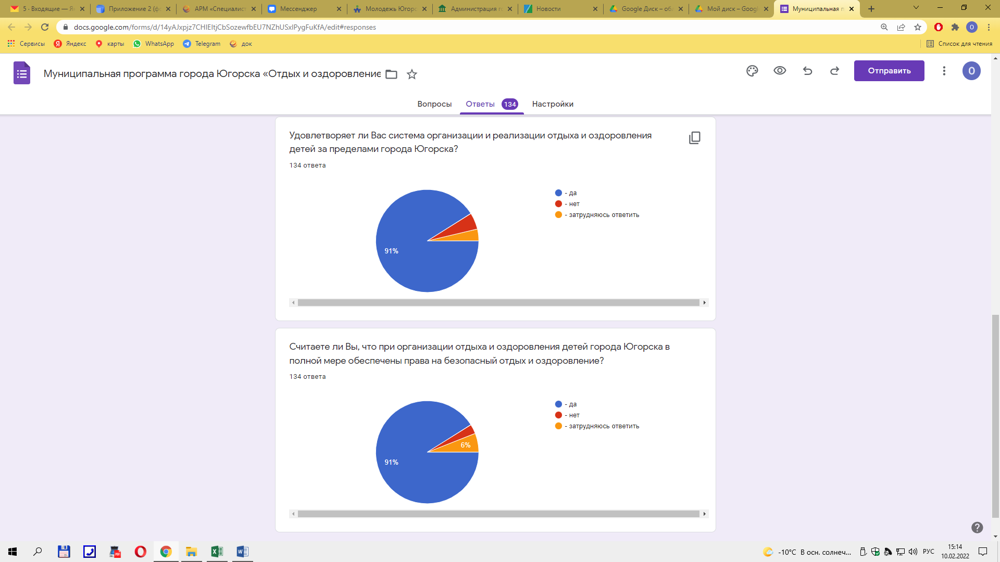 5 · Входящие — Ян
Приложение 2 (фо
АРМ «Специалист
Мессенджер
Молодежь Югорс
Администрация го
Новости
Google Диск – обл
Мой диск – Googl
Муниципальная п
docs.google.com/forms/d/14yAJxpjz7CHIEItjCbSozewfbEU7NZhUSxIPygFuKfA/edit#responses
О
Сервисы
Яндекс
карты
WhatsApp
Telegram
док
Список для чтения
Муниципальная программа города Югорска «Отдых и оздоровление
Отправить
О
Вопросы
Ответы 134
Настройки
Удовлетворяет ли Вас система организации и реализации отдыха и оздоровления
детей за пределами города Югорска?
134 ответа
- да
- нет
- затрудняюсь ответить
91%
Считаете ли Вы, что при организации отдыха и оздоровления детей города Югорска в
полной мере обеспечены права на безопасный отдых и оздоровление?
134 ответа
- да
- нет
- затрудняюсь ответить
6%
91%
-10°C В осн. солнеч...
РУС
15:14
10.02.2022